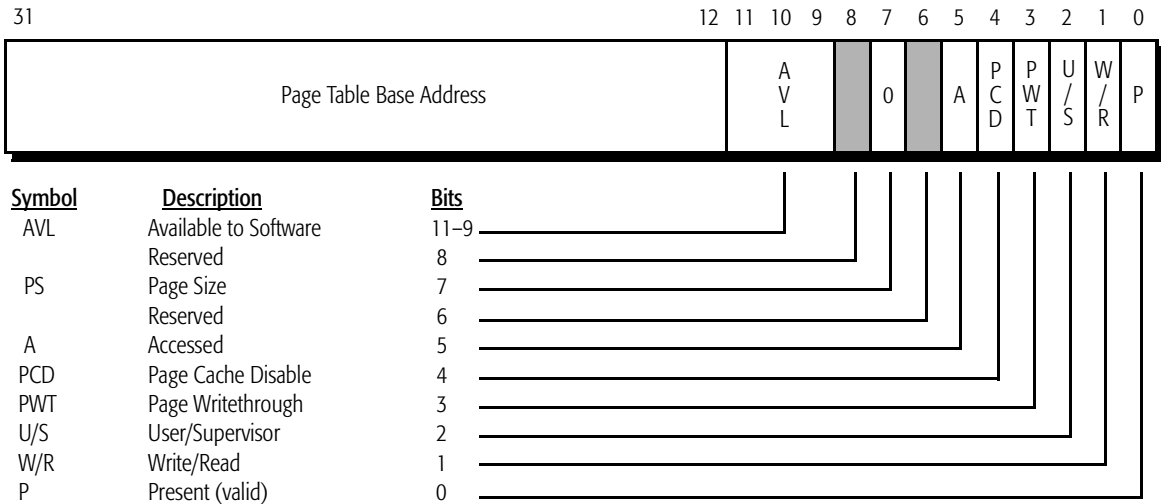 31 12 11 10 9 8 7 6 5 4 3 2 1 0
Page Table Base Address
A
V
L
0
A
P
C
D
P
W
T
U
/
S
W
/
R
P
Symbol Description Bits
AVL Available to Software 11–9
Reserved 8
PS Page Size 7
Reserved 6
A Accessed 5
PCD Page Cache Disable 4
PWT Page Writethrough 3
U/S User/Supervisor 2
W/R Write/Read 1
P Present (valid) 0